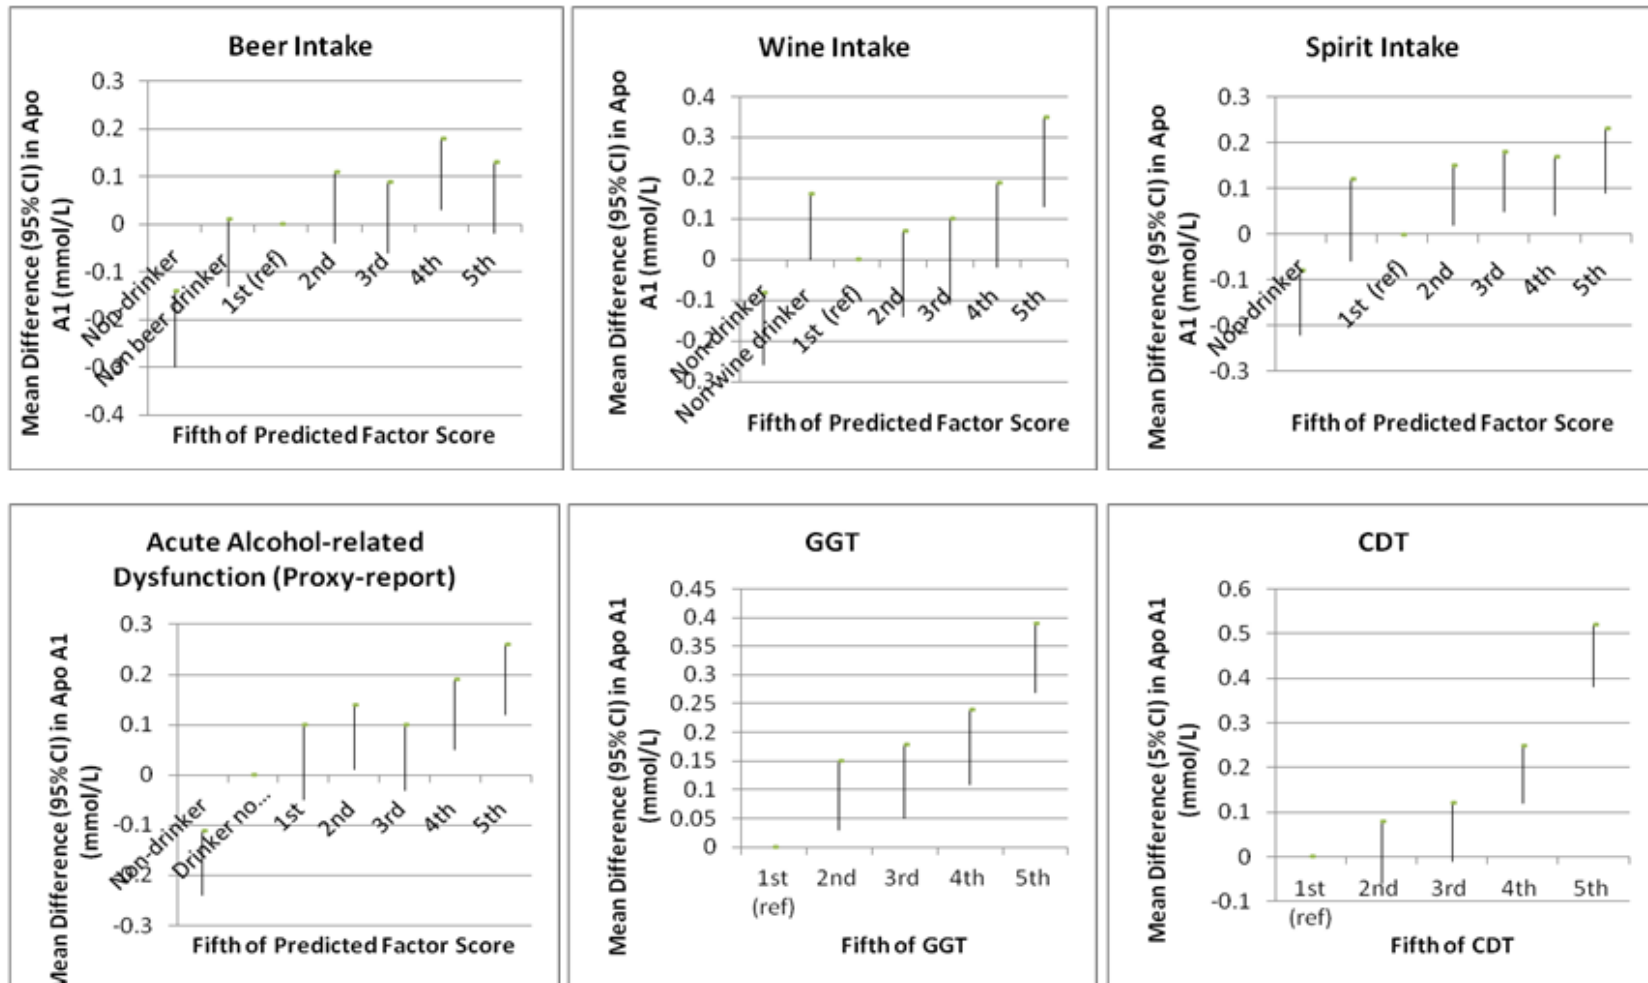 Beer Intake
Mean Difference (95% CI) in Apo
A1 (mmol/L)
0.3
0.2
0.1
0
-0.1
-0.4
Non-drinker
Non beer drinker
1st (ref)
2nd
3rd
4th
5th
Fifth of Predicted Factor Score
Wine Intake
Mean Difference (95% CI) in Apo
A1 (mmol/L)
0.4
0.3
0.2
0.1
0
-0.1
-0.2
-0.3
Non-drinker
Non wine drinker
1st (ref)
2nd
3rd
4th
5th
Fifth of Predicted Factor Score
Spirit Intake
Mean Difference (95% CI) in Apo
A1 (mmol/L)
0.3
0.2
0.1
0
-0.1
-0.2
-0.3
Non-drinker
1st (ref)
2nd
3rd
4th
5th
Fifth of Predicted Factor Score
Acute Alcohol-related
Dysfunction (Proxy-report)
Mean Difference (95% CI) in Apo A1
(mmol/L)
0.3
0.2
0.1
0
-0.1
-0.2
-0.3
Non-drinker
Drinker no...
1st
2nd
3rd
4th
5th
Fifth of Predicted Factor Score
GGT
Mean Difference (95% CI) in Apo A1
(mmol/L)
0.45
0.4
0.35
0.3
0.25
0.2
0.15
0.1
0.05
0
1st
(ref)
2nd
3rd
4th
5th
Fifth of GGT
CDT
Mean Difference (5% CI) in Apo A1
(mmol/L)
0.6
0.5
0.4
0.3
0.2
0.1
0
-0.1
1st
(ref)
2nd
3rd
4th
5th
Fifth of CDT